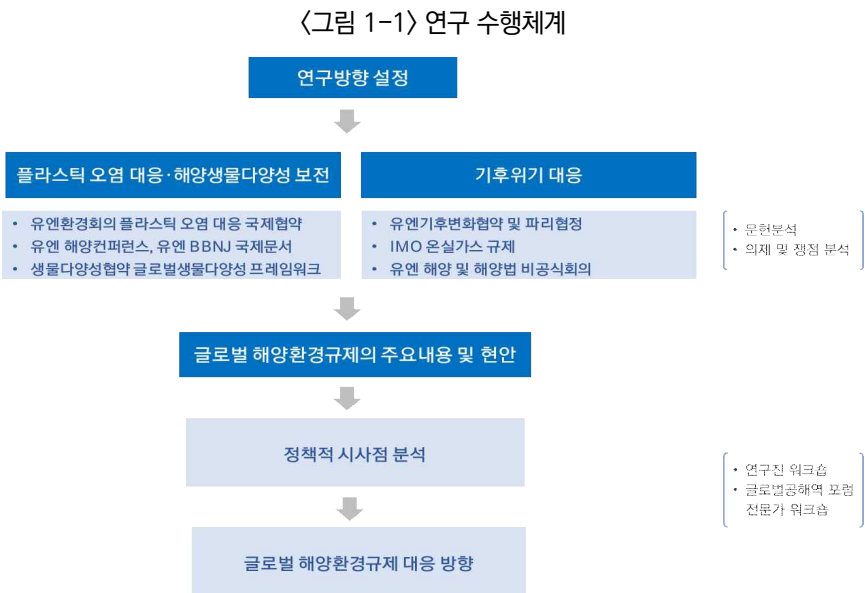 〈그림 1-1〉 연구 수행체계
연구방향 설정
플라스틱 오염 대응·해양생물다양성 보전
• 유엔환경회의 플라스틱 오염 대응 국제협약
• 유엔 해양컨퍼런스, 유엔 BBNJ 국제문서
• 생물다양성협약 글로벌생물다양성 프레임워크
기후위기 대응
• 유엔기후변화협약 및 파리협정
• IMO 온실가스 규제
• 유엔 해양 및 해양법 비공식회의
• 문헌분석
• 의제 및 쟁점 분석
글로벌 해양환경규제의 주요내용 및 현안
정책적 시사점 분석
• 연구진 워크숍
• 글로벌공해역 포럼
전문가 워크숍
글로벌 해양환경규제 대응 방향